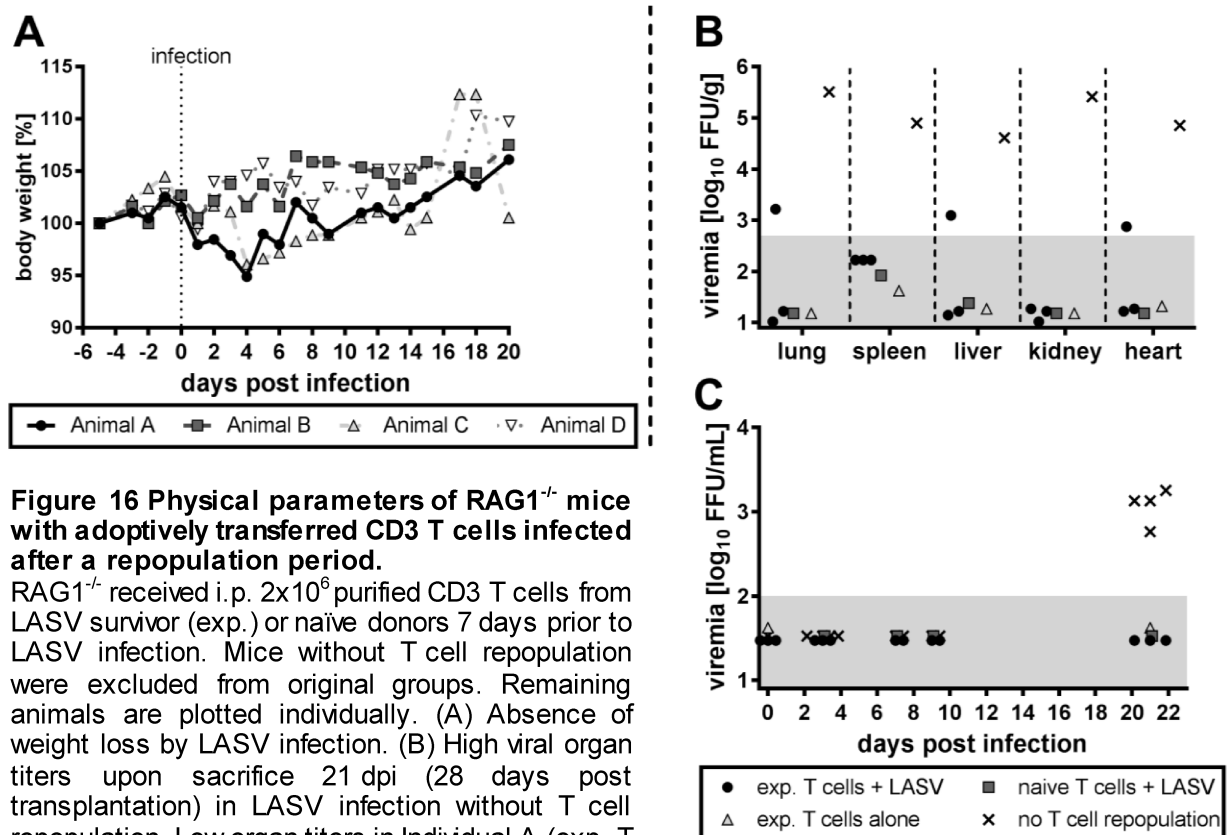 A
infection
115
110
105
100
95
90
body weight [%]
-6 -4 -2 0 2 4 6 8 10 12 14 16 18 20
days post infection
Animal A Animal B Animal C Animal D
Figure 16 Physical parameters of RAG1-/- mice
with adoptively transferred CD3 T cells infected
after a repopulation period.
RAG1-/- received i.p. 2x10⁶ purified CD3 T cells from
LASV survivor (exp.) or naïve donors 7 days prior to
LASV infection. Mice without T cell repopulation
were excluded from original groups. Remaining
animals are plotted individually. (A) Absence of
weight loss by LASV infection. (B) High viral organ
titers upon sacrifice 21 dpi (28 days post
transplantation) in LASV infection without T cell
repopulation. Low organ titers in Individual A (exp. T
B
6
5
4
3
2
1
viremia [log10 FFU/g]
lung spleen liver kidney heart
C
4
3
2
1
viremia [log10 FFU/mL]
0 2 4 6 8 10 12 14 16 18 20 22
days post infection
exp. T cells + LASV naive T cells + LASV
exp. T cells alone no T cell repopulation